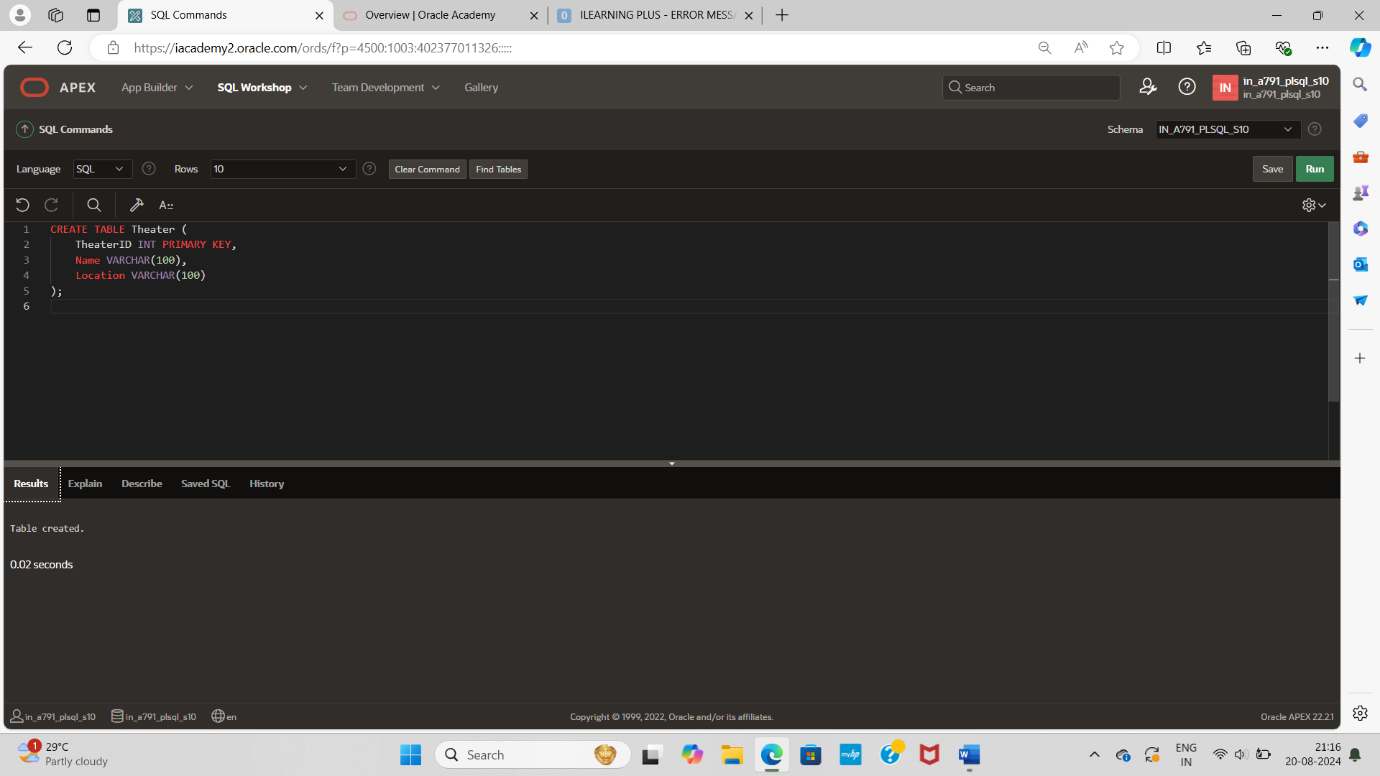 SQL Commands
Overview | Oracle Academy
ILEARNING PLUS - ERROR MESSA
https://iacademy2.oracle.com/ords/f?p=4500:1003:402377011326:::::
APEX App Builder SQL Workshop Team Development Gallery Search IN in_a791_plsql_s10
in_a791_plsql_s10
SQL Commands Schema IN_A791_PLSQL_S10
Language SQL Rows 10 Clear Command Find Tables Save Run
1 CREATE TABLE Theater (
2 TheaterID INT PRIMARY KEY,
3 Name VARCHAR(100),
4 Location VARCHAR(100)
5 );
6
Results Explain Describe Saved SQL History
Table created.
0.02 seconds
in_a791_plsql_s10 in_a791_plsql_s10 en Copyright © 1999, 2022, Oracle and/or its affiliates. Oracle APEX 22.2.1
1 29°C
Partly cloudy
Search
ENG
IN
21:16
20-08-2024